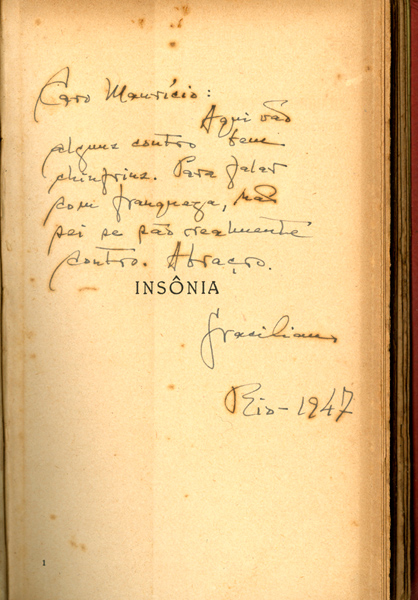 Caro Maurício:
Aqui vão
alguns contos bem
chinfrins. Para falar
com franqueza, não
sei se são realmente
contos. Abraços.
INSÔNIA
Graciliano
Rio - 1947
1